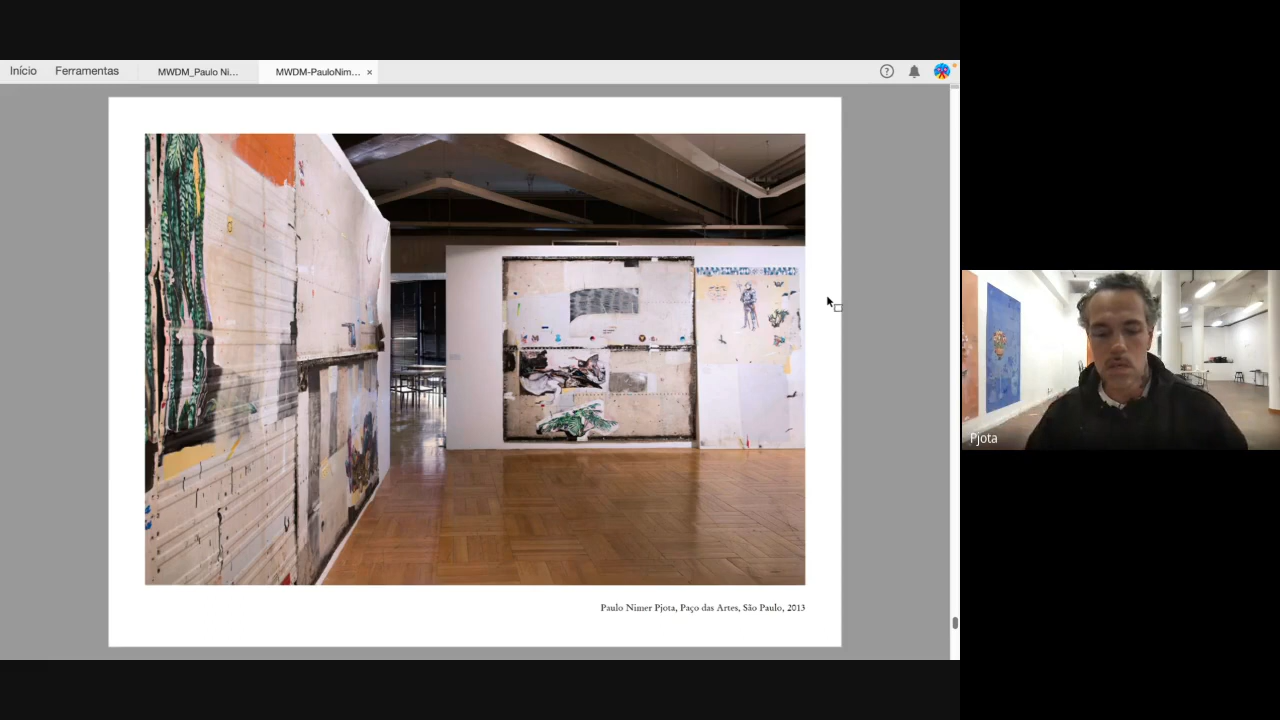 Início Ferramentas MWDM_Paulo Ni... MWDM-PauloNim... ×
Paulo Nimer Pjota, Paço das Artes, São Paulo, 2013
Pjota